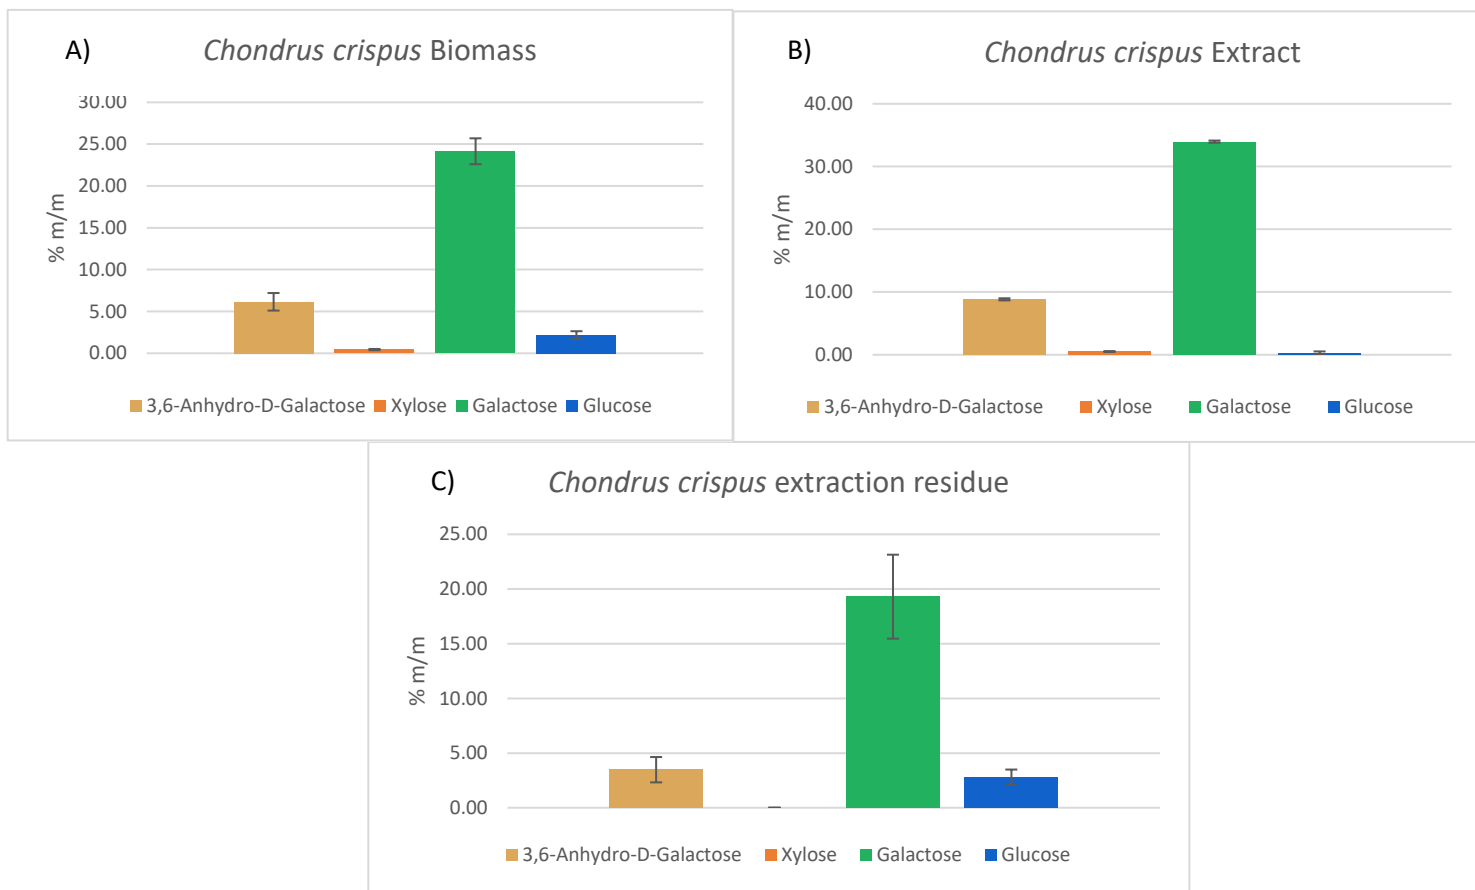 A)
Chondrus crispus Biomass
30.00
25.00
20.00
15.00
10.00
5.00
0.00
% m/m
3,6-Anhydro-D-Galactose Xylose Galactose Glucose
B)
Chondrus crispus Extract
40.00
30.00
20.00
10.00
0.00
% m/m
3,6-Anhydro-D-Galactose Xylose Galactose Glucose
C)
Chondrus crispus extraction residue
25.00
20.00
15.00
10.00
5.00
0.00
% m/m
3,6-Anhydro-D-Galactose Xylose Galactose Glucose